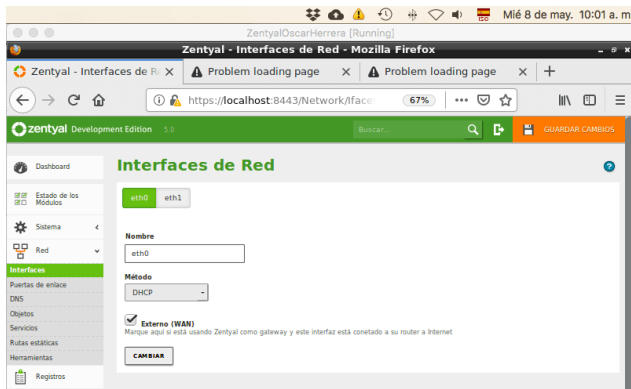 ISO Mié 8 de may. 10:01 a. m
ZentyalOscarHerrera [Running]
Zentyal - Interfaces de Red - Mozilla Firefox
Zentyal - Interfaces de R
Problem loading page
Problem loading page
https://localhost:8443/Network/Iface
67%
zentyal Development Edition 5.0
Buscar...
GUARDAR CAMBIOS
Dashboard
Estado de los
Módulos
Sistema
Red
Interfaces
Puertas de enlace
DNS
Objetos
Servicios
Rutas estáticas
Herramientas
Registros
Interfaces de Red
eth0 eth1
Nombre
eth0
Método
DHCP
Externo (WAN)
Marque aquí si está usando Zentyal como gateway y este interfaz está conetado a su router a Internet
CAMBIAR